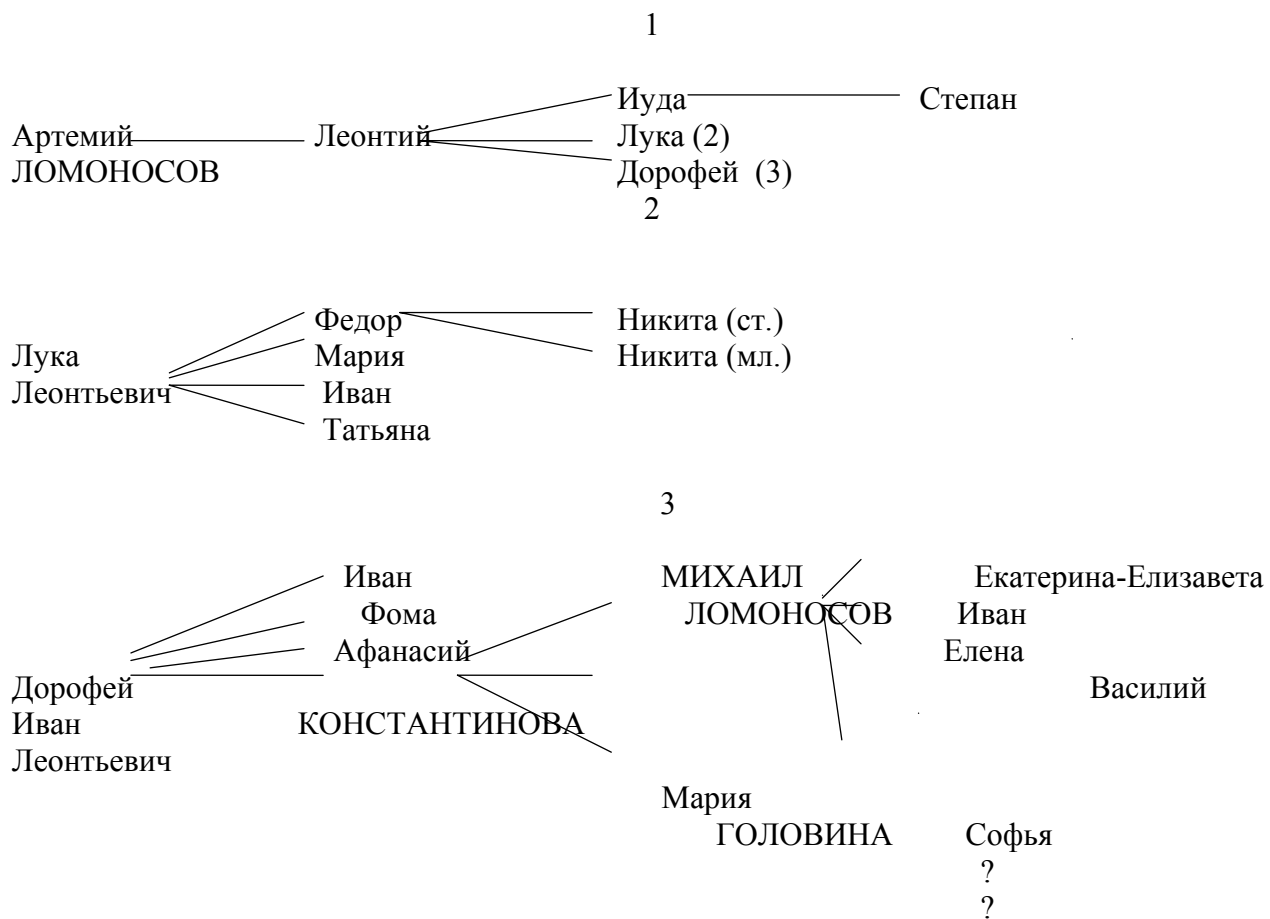 1
Иуда Степан
Артемий Леонтий Лука (2)
ЛОМОНОСОВ Дорофей (3)
2
Федор Никита (ст.)
Лука Мария Никита (мл.)
Леонтьевич Иван
Татьяна
3
Иван МИХАИЛ Екатерина-Елизавета
Фома ЛОМОНОСОВ Иван
Афанасий Елена
Дорофей Василий
Иван КОНСТАНТИНОВА
Леонтьевич
Мария
ГОЛОВИНА Софья
?
?